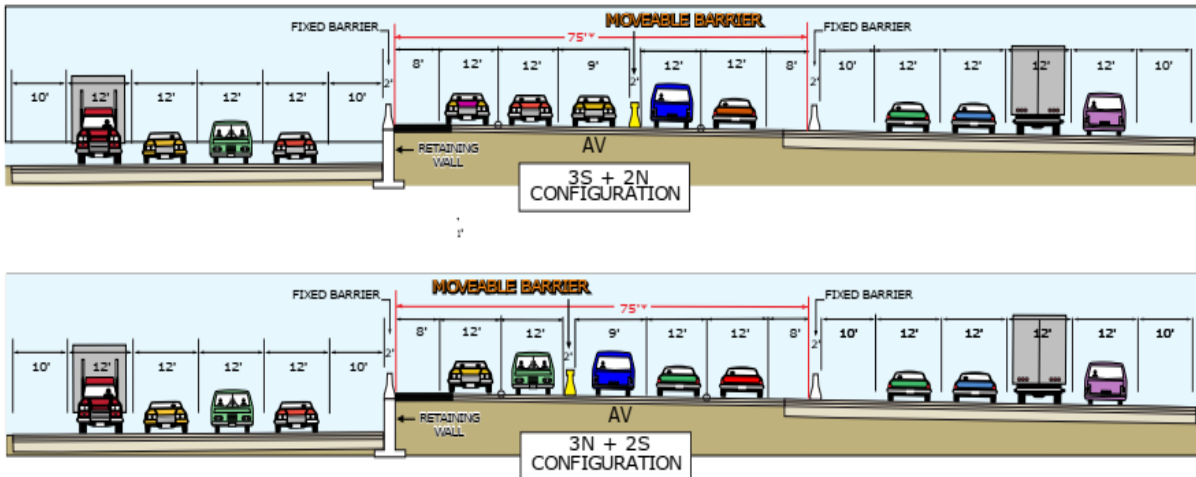 MOVEABLE BARRIER
FIXED BARRIER
75'*
FIXED BARRIER
8' 12' 12' 9' 2' 12' 12' 8'
10' 12' 12' 12' 10' 2'
2' 10' 12' 12' 12' 12' 10'
RETAINING
WALL
AV
3S + 2N
CONFIGURATION
1'
MOVEABLE BARRIER
FIXED BARRIER
75'*
FIXED BARRIER
8' 12' 12' 2' 9' 12' 12' 8'
10' 12' 12' 12' 12' 10' 2'
2' 10' 12' 12' 12' 12' 10'
RETAINING
WALL
AV
3N + 2S
CONFIGURATION